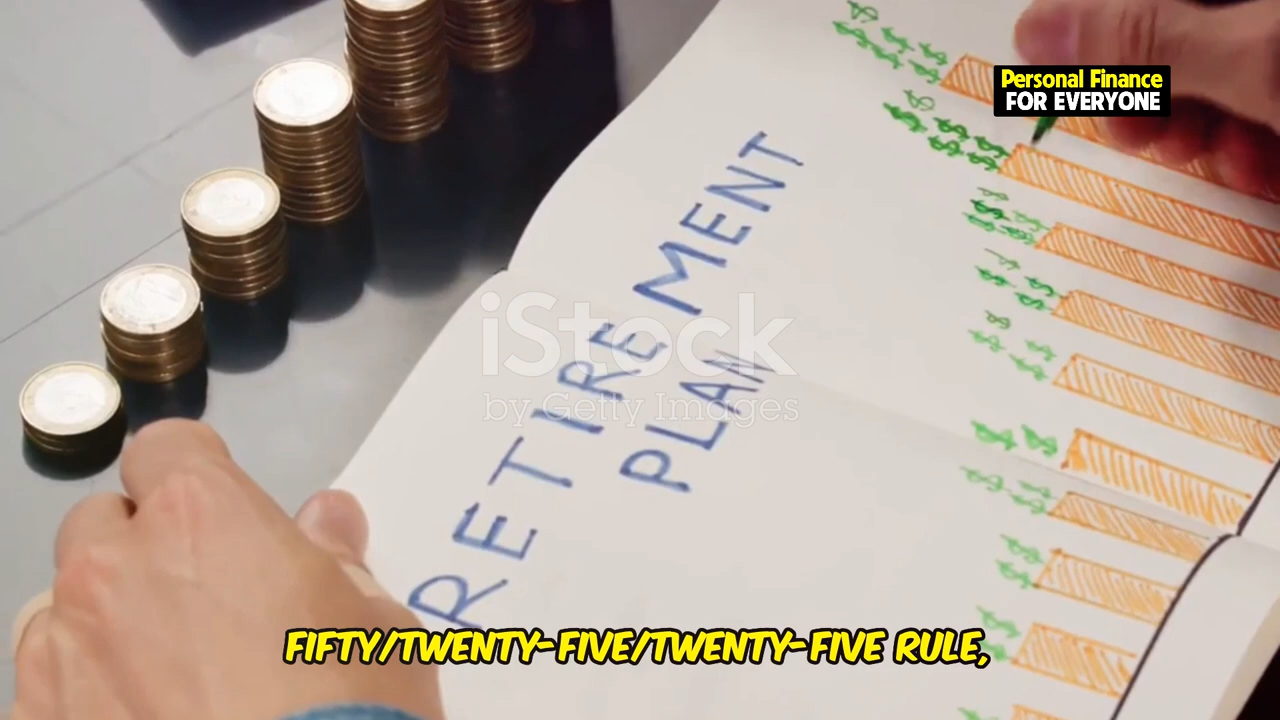 Personal Finance
FOR EVERYONE
RETIREMENT
PLAN
iStock
by Getty Images
FIFTY/TWENTY-FIVE/TWENTY-FIVE RULE,